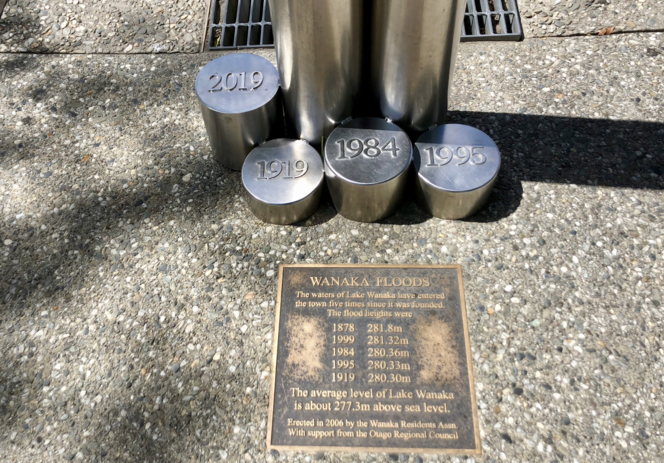 2019
1919
1984
1995
WANAKA FLOODS
The waters of Lake Wanaka have entered
the town five times since it was founded.
The flood heights were
1878 281.8m
1999 281.32m
1984 280.36m
1995 280.33m
1919 280.30m
The average level of Lake Wanaka
is about 277.3m above sea level.
Erected in 2006 by the Wanaka Residents Assn.
With support from the Otago Regional Council